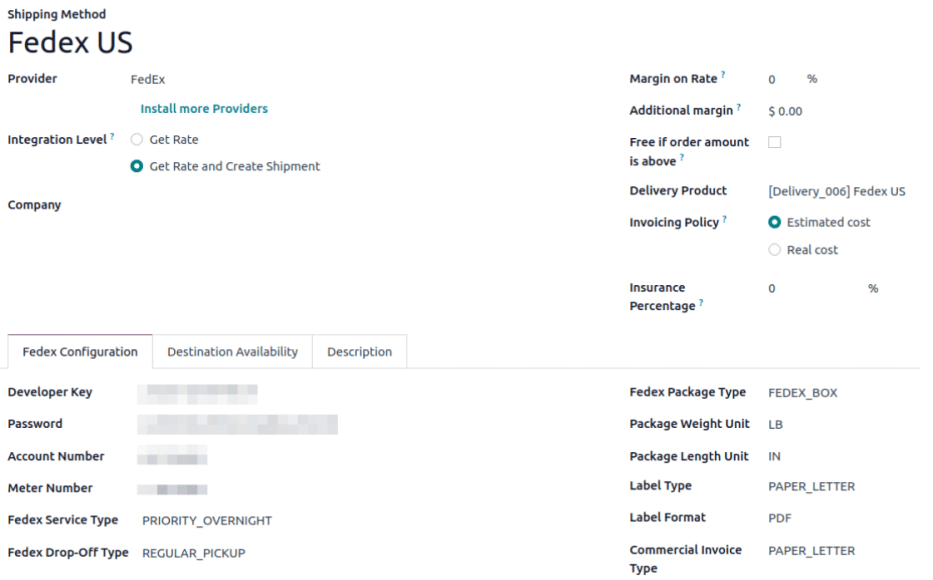 Shipping Method
Fedex US
Provider FedEx
Install more Providers
Integration Level ? Get Rate
Get Rate and Create Shipment
Company
Margin on Rate ? 0 %
Additional margin ? $ 0.00
Free if order amount
is above ?
Delivery Product [Delivery_006] Fedex US
Invoicing Policy ? Estimated cost
Real cost
Insurance
Percentage ? 0 %
Fedex Configuration Destination Availability Description
Developer Key
Password
Account Number
Meter Number
Fedex Service Type PRIORITY_OVERNIGHT
Fedex Drop-Off Type REGULAR_PICKUP
Fedex Package Type FEDEX_BOX
Package Weight Unit LB
Package Length Unit IN
Label Type PAPER_LETTER
Label Format PDF
Commercial Invoice PAPER_LETTER
Type